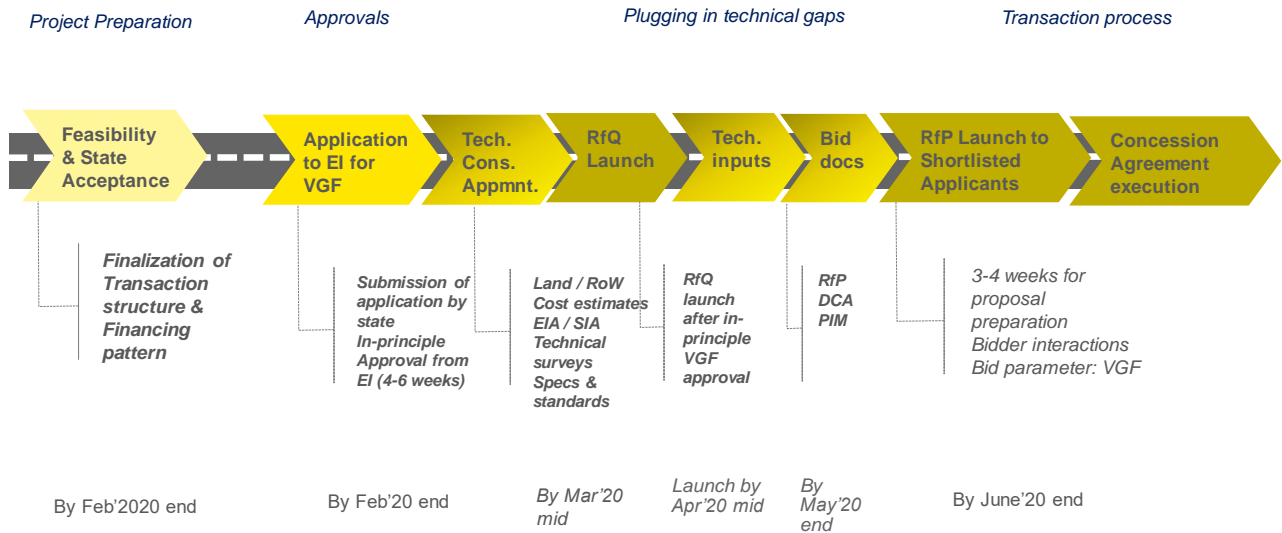 Project Preparation
Approvals
Plugging in technical gaps
Transaction process
Feasibility
& State
Acceptance
Application
to EI for
VGF
Tech.
Cons.
Appmnt.
RfQ
Launch
Tech.
inputs
Bid
docs
RfP Launch to
Shortlisted
Applicants
Concession
Agreement
execution
Finalization of
Transaction
structure &
Financing
pattern
Submission of
application by
state
In-principle
Approval from
EI (4-6 weeks)
Land / RoW
Cost estimates
EIA / SIA
Technical
surveys
Specs &
standards
RfQ
launch
after in-
principle
VGF
approval
RfP
DCA
PIM
3-4 weeks for
proposal
preparation
Bidder interactions
Bid parameter: VGF
By Feb'2020 end
By Feb'20 end
By Mar'20
mid
Launch by
Apr'20 mid
By
May'20
end
By June'20 end